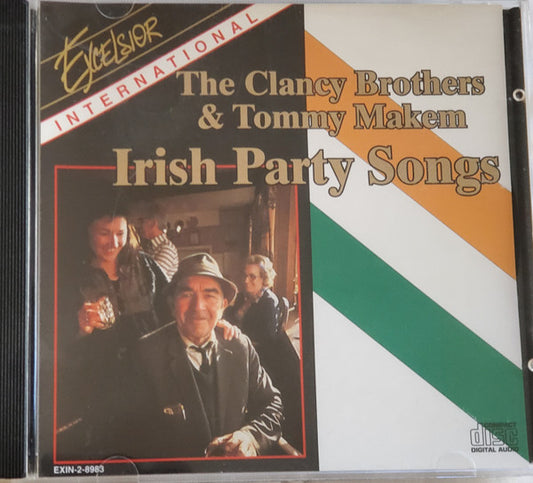 EXCELSIOR
INTERNATIONAL
The Clancy Brothers
& Tommy Makem
Irish Party Songs
COMPACT
disc
DIGITAL AUDIO
EXIN-2-8983